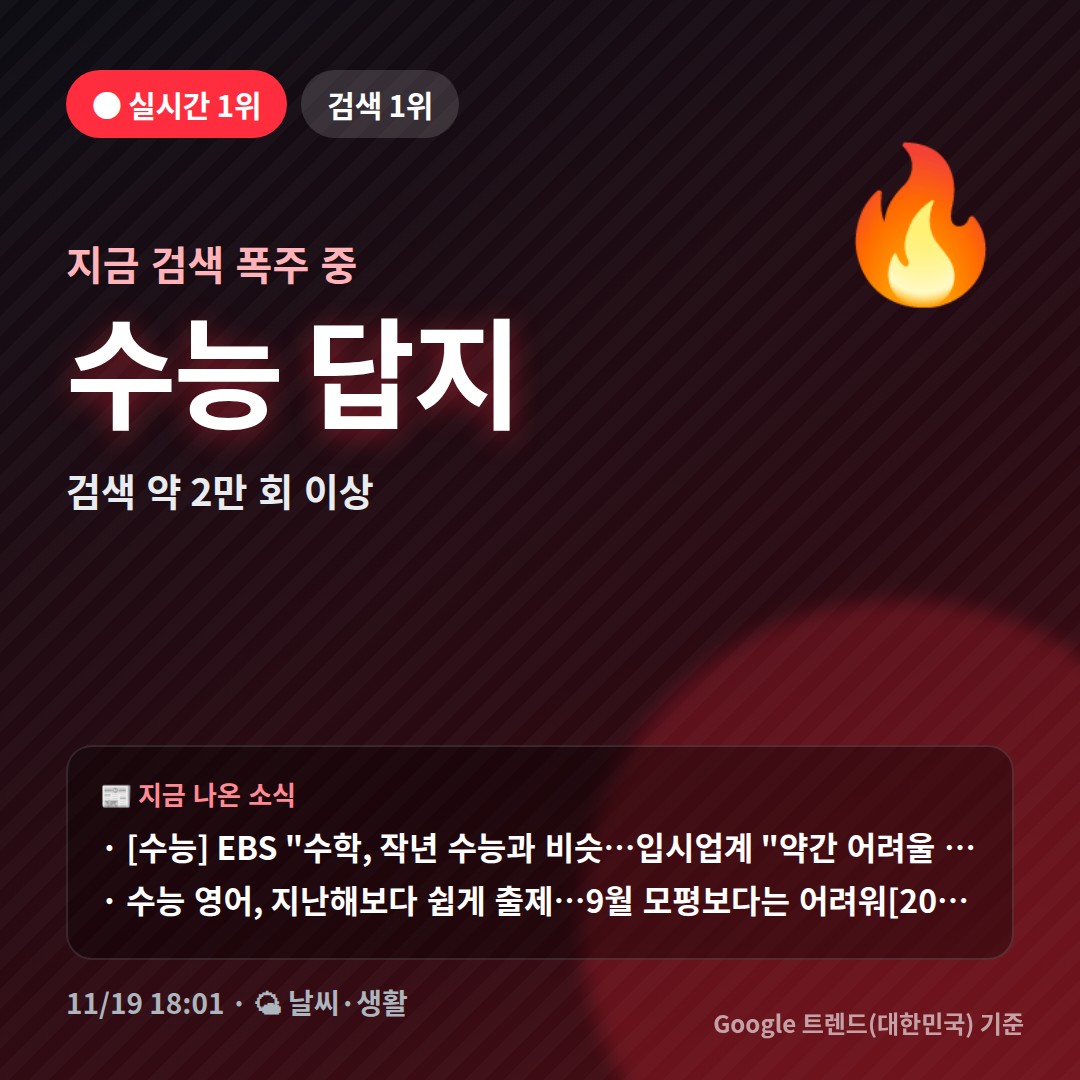 실시간 1위 검색 1위
지금 검색 폭주 중
수능 답지
검색 약 2만 회 이상
지금 나온 소식
· [수능] EBS "수학, 작년 수능과 비슷…입시업계 "약간 어려울 …
· 수능 영어, 지난해보다 쉽게 출제…9월 모평보다는 어려워[20…
11/19 18:01 · 날씨·생활
Google 트렌드(대한민국) 기준